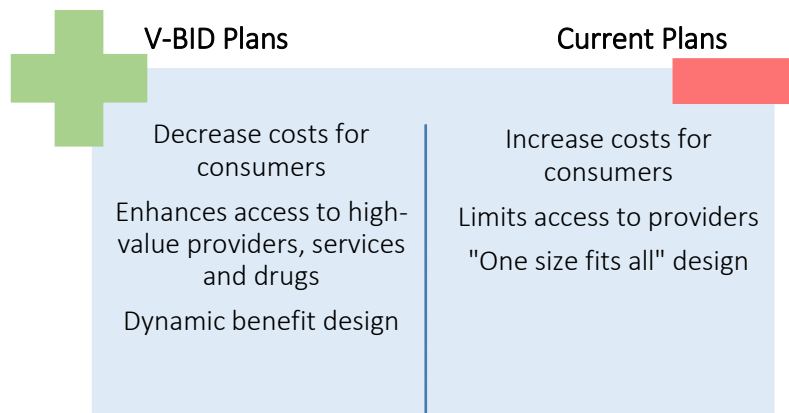 V-BID Plans
Current Plans
Decrease costs for
consumers
Enhances access to high-
value providers, services
and drugs
Dynamic benefit design
Increase costs for
consumers
Limits access to providers
"One size fits all" design